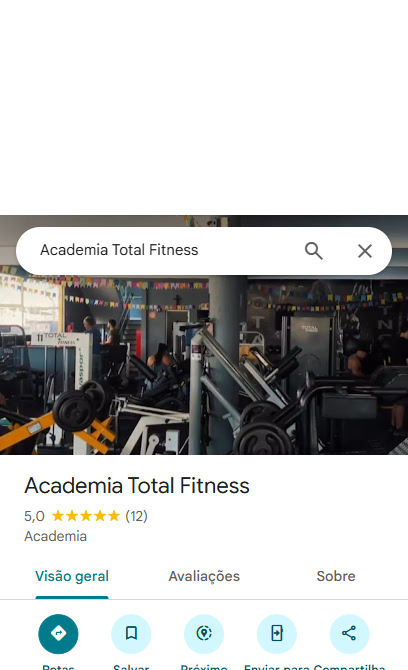 Academia Total Fitness
TOTAL
FITNESS
TOTAL
Academia Total Fitness
5,0 ★★★★★ (12)
Academia
Visão geral Avaliações Sobre
Rotas Salvar Próximo Enviar para Compartilha